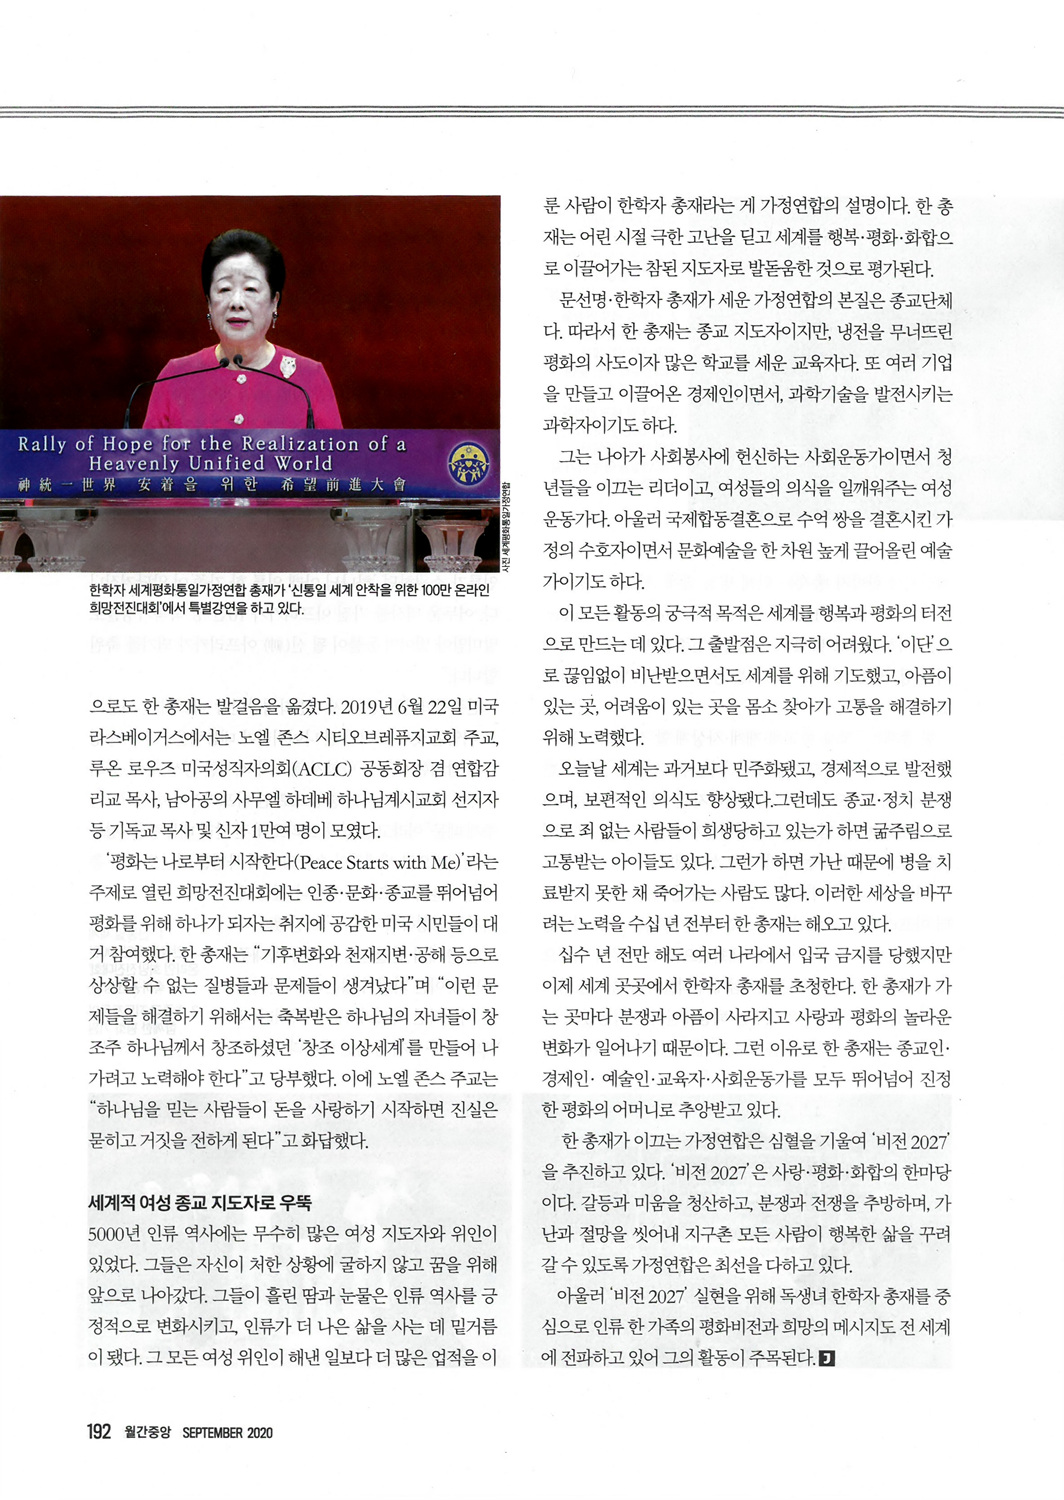 Rally of Hope for the Realization of a
Heavenly Unified World
神統一世界 安着을 위한 希望前進大會
사진 세계평화통일가정연합
한학자 세계평화통일가정연합 총재가 ‘신통일 세계 안착을 위한 100만 온라인
희망전진대회’에서 특별강연을 하고 있다.
으로도 한 총재는 발걸음을 옮겼다. 2019년 6월 22일 미국
라스베이거스에서는 노엘 존스 시티오브레퓨지교회 주교,
루온 로우즈 미국성직자의회(ACLC) 공동회장 겸 연합감
리교 목사, 남아공의 사무엘 하데베 하나님계시교회 선지자
등 기독교 목사 및 신자 1만여 명이 모였다.
‘평화는 나로부터 시작한다(Peace Starts with Me)’라는
주제로 열린 희망전진대회에는 인종·문화·종교를 뛰어넘어
평화를 위해 하나가 되자는 취지에 공감한 미국 시민들이 대
거 참여했다. 한 총재는 “기후변화와 천재지변·공해 등으로
상상할 수 없는 질병들과 문제들이 생겨났다”며 “이런 문
제들을 해결하기 위해서는 축복받은 하나님의 자녀들이 창
조주 하나님께서 창조하셨던 ‘창조 이상세계’를 만들어 나
가려고 노력해야 한다”고 당부했다. 이에 노엘 존스 주교는
“하나님을 믿는 사람들이 돈을 사랑하기 시작하면 진실은
묻히고 거짓을 전하게 된다”고 화답했다.
세계적 여성 종교 지도자로 우뚝
5000년 인류 역사에는 무수히 많은 여성 지도자와 위인이
있었다. 그들은 자신이 처한 상황에 굴하지 않고 꿈을 위해
앞으로 나아갔다. 그들이 흘린 땀과 눈물은 인류 역사를 긍
정적으로 변화시키고, 인류가 더 나은 삶을 사는 데 밑거름
이 됐다. 그 모든 여성 위인이 해낸 일보다 더 많은 업적을 이
룬 사람이 한학자 총재라는 게 가정연합의 설명이다. 한 총
재는 어린 시절 극한 고난을 딛고 세계를 행복·평화·화합으
로 이끌어가는 참된 지도자로 발돋움한 것으로 평가된다.
문선명·한학자 총재가 세운 가정연합의 본질은 종교단체
다. 따라서 한 총재는 종교 지도자이지만, 냉전을 무너뜨린
평화의 사도이자 많은 학교를 세운 교육자다. 또 여러 기업
을 만들고 이끌어온 경제인이면서, 과학기술을 발전시키는
과학자이기도 하다.
그는 나아가 사회봉사에 헌신하는 사회운동가이면서 청
년들을 이끄는 리더이고, 여성들의 의식을 일깨워주는 여성
운동가다. 아울러 국제합동결혼으로 수억 쌍을 결혼시킨 가
정의 수호자이면서 문화예술을 한 차원 높게 끌어올린 예술
가이기도 하다.
이 모든 활동의 궁극적 목적은 세계를 행복과 평화의 터전
으로 만드는 데 있다. 그 출발점은 지극히 어려웠다. ‘이단’으
로 끊임없이 비난받으면서도 세계를 위해 기도했고, 아픔이
있는 곳, 어려움이 있는 곳을 몸소 찾아가 고통을 해결하기
위해 노력했다.
오늘날 세계는 과거보다 민주화됐고, 경제적으로 발전했
으며, 보편적인 의식도 향상됐다.그런데도 종교·정치 분쟁
으로 죄 없는 사람들이 희생당하고 있는가 하면 굶주림으로
고통받는 아이들도 있다. 그런가 하면 가난 때문에 병을 치
료받지 못한 채 죽어가는 사람도 많다. 이러한 세상을 바꾸
려는 노력을 수십 년 전부터 한 총재는 해오고 있다.
십수 년 전만 해도 여러 나라에서 입국 금지를 당했지만
이제 세계 곳곳에서 한학자 총재를 초청한다. 한 총재가 가
는 곳마다 분쟁과 아픔이 사라지고 사랑과 평화의 놀라운
변화가 일어나기 때문이다. 그런 이유로 한 총재는 종교인·
경제인· 예술인·교육자·사회운동가를 모두 뛰어넘어 진정
한 평화의 어머니로 추앙받고 있다.
한 총재가 이끄는 가정연합은 심혈을 기울여 ‘비전 2027’
을 추진하고 있다. ‘비전 2027’은 사랑·평화·화합의 한마당
이다. 갈등과 미움을 청산하고, 분쟁과 전쟁을 추방하며, 가
난과 절망을 씻어내 지구촌 모든 사람이 행복한 삶을 꾸려
갈 수 있도록 가정연합은 최선을 다하고 있다.
아울러 ‘비전 2027’ 실현을 위해 독생녀 한학자 총재를 중
심으로 인류 한 가족의 평화비전과 희망의 메시지도 전 세계
에 전파하고 있어 그의 활동이 주목된다. J
192 월간중앙 SEPTEMBER 2020